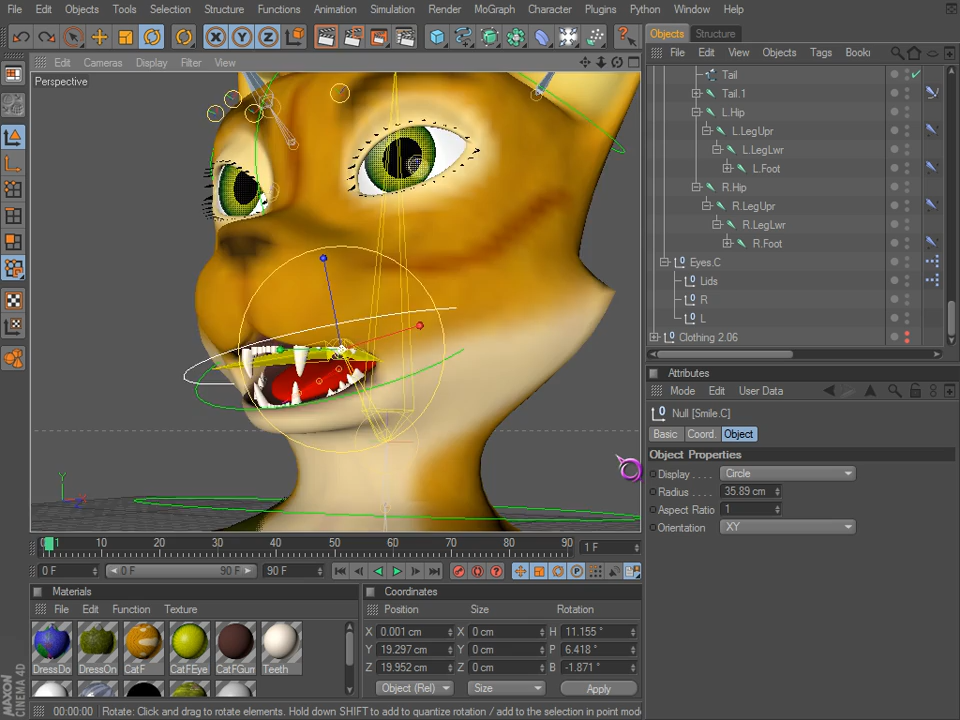 File Edit Objects Tools Selection Structure Functions Animation Simulation Render MoGraph Character Plugins Python Window Help
Edit Cameras Display Filter View
Perspective
Objects Structure
File Edit View Objects Tags Booki
Tail
Tail.1
L.Hip
L.LegUpr
L.LegLwr
L.Foot
R.Hip
R.LegUpr
R.LegLwr
R.Foot
Eyes.C
Lids
R
L
Clothing 2.06
Attributes
Mode Edit User Data
Null [Smile.C]
Basic Coord. Object
Object Properties
Display . . . . Circle
Radius . . . . 35.89 cm
Aspect Ratio 1
Orientation XY
Y
10 20 30 40 50 60 70 80 90 1 F
0 F 0 F 90 F 90 F
Materials
File Edit Function Texture
DressDo DressOn CatF CatFEye CatFGum Teeth
Coordinates
Position Size Rotation
X 0.001 cm X 0 cm H 11.155 °
Y 19.297 cm Y 0 cm P 6.418 °
Z 19.952 cm Z 0 cm B -1.871 °
Object (Rel) Size Apply
MAXON
CINEMA 4D
00:00:00 Rotate: Click and drag to rotate elements. Hold down SHIFT to add to quantize rotation / add to the selection in point mode